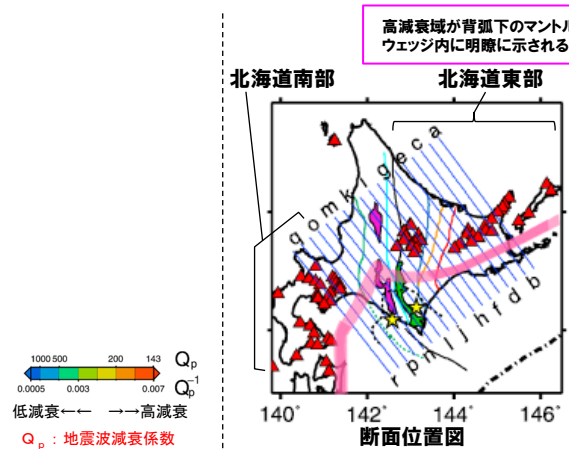 高減衰域が背弧下のマントル
ウェッジ内に明瞭に示される
北海道南部
北海道東部
a
c
e
g
i
k
m
o
q
b
d
f
h
j
l
n
p
r
1000 500 200 143 Qp
0.0005 0.003 0.007 Qp⁻¹
低減衰←← →→高減衰
Qp：地震波減衰係数
140˚ 142˚ 144˚ 146˚
断面位置図